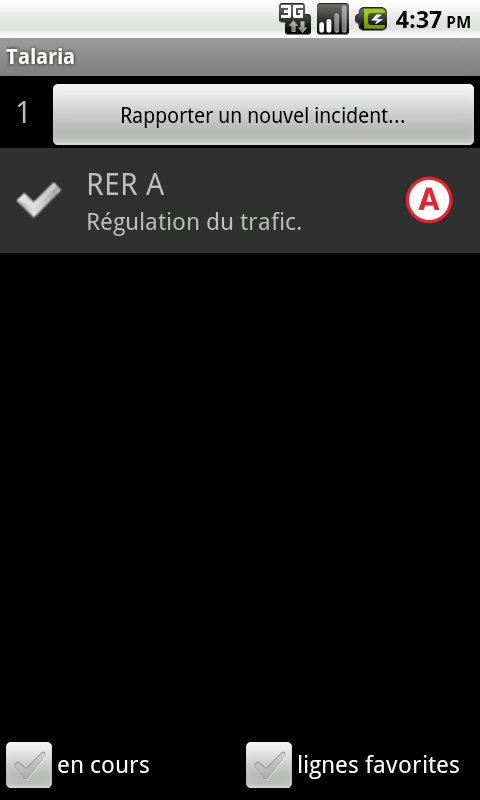 3G 4:37 PM
Talaria
1 Rapporter un nouvel incident...
RER A
Régulation du trafic.
A
en cours lignes favorites